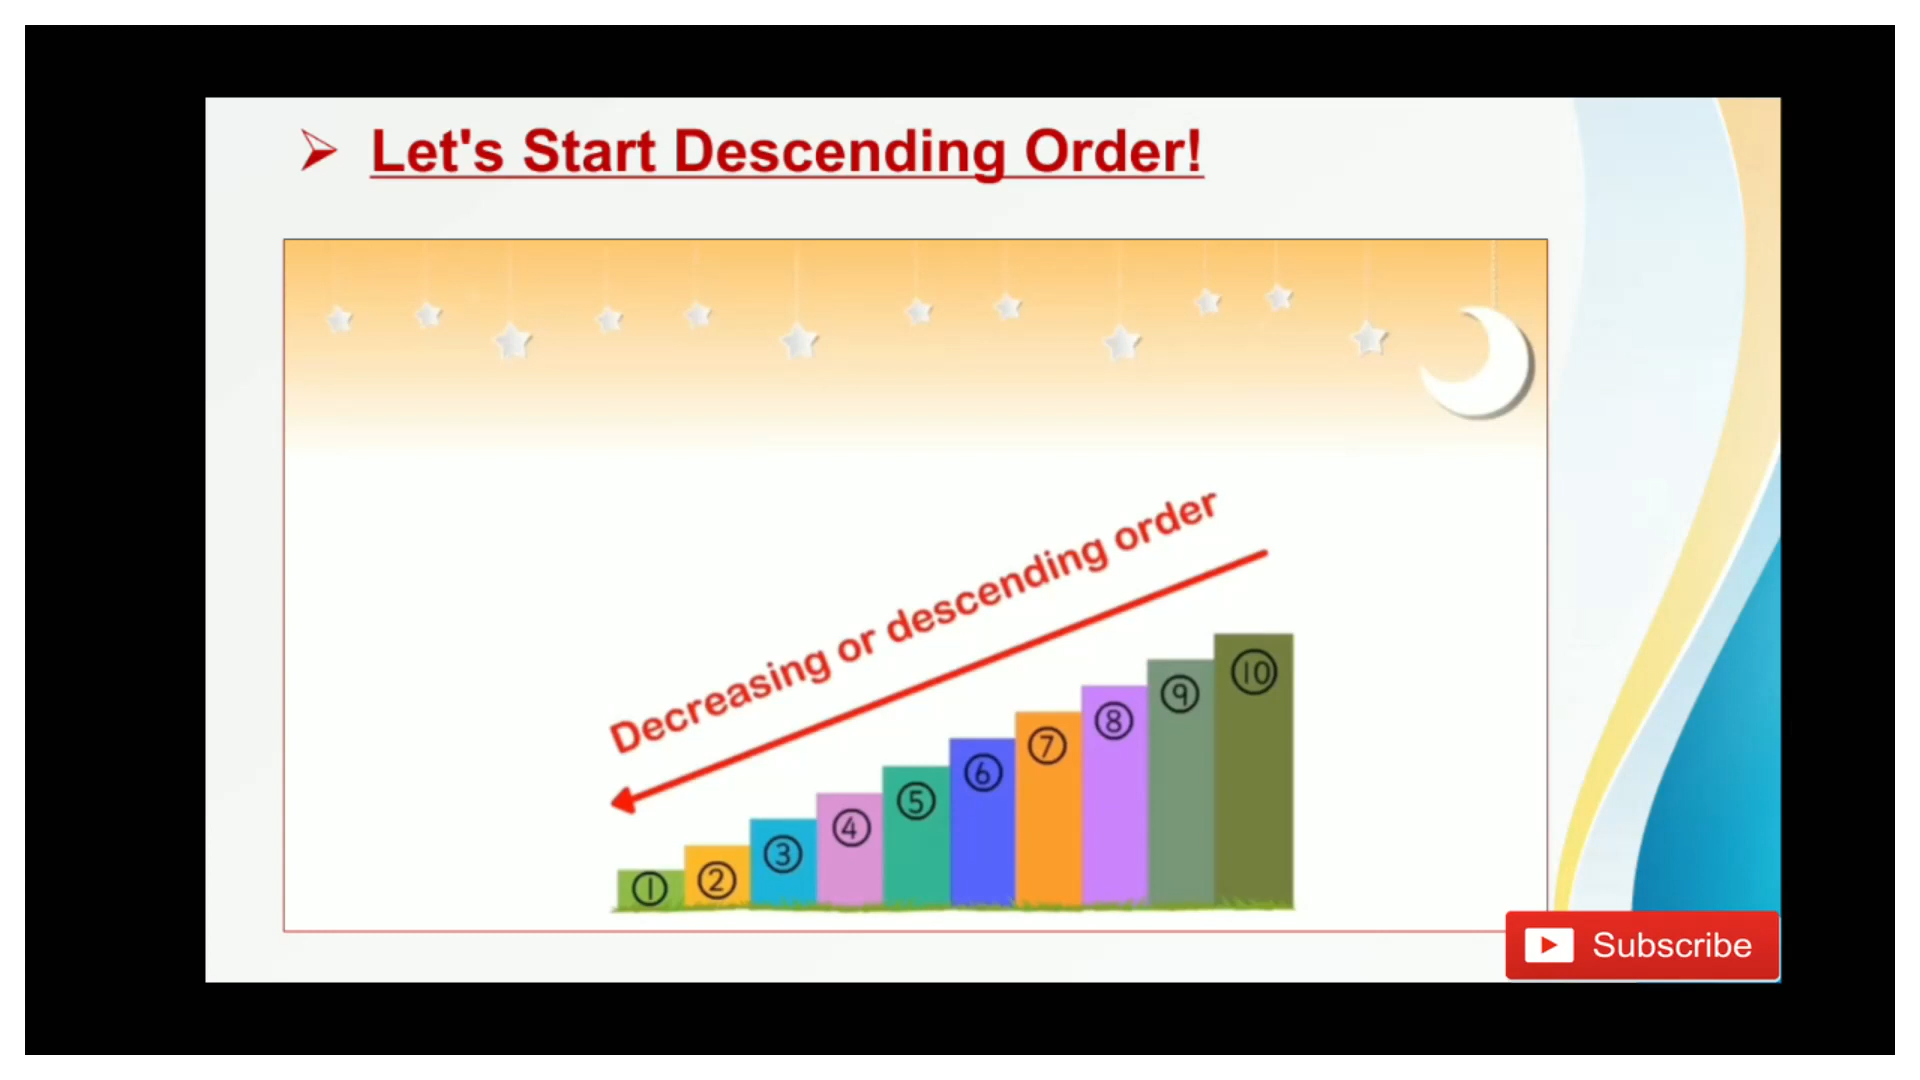 ➢ Let's Start Descending Order!
Decreasing or descending order
① ② ③ ④ ⑤ ⑥ ⑦ ⑧ ⑨ ⑩
Subscribe